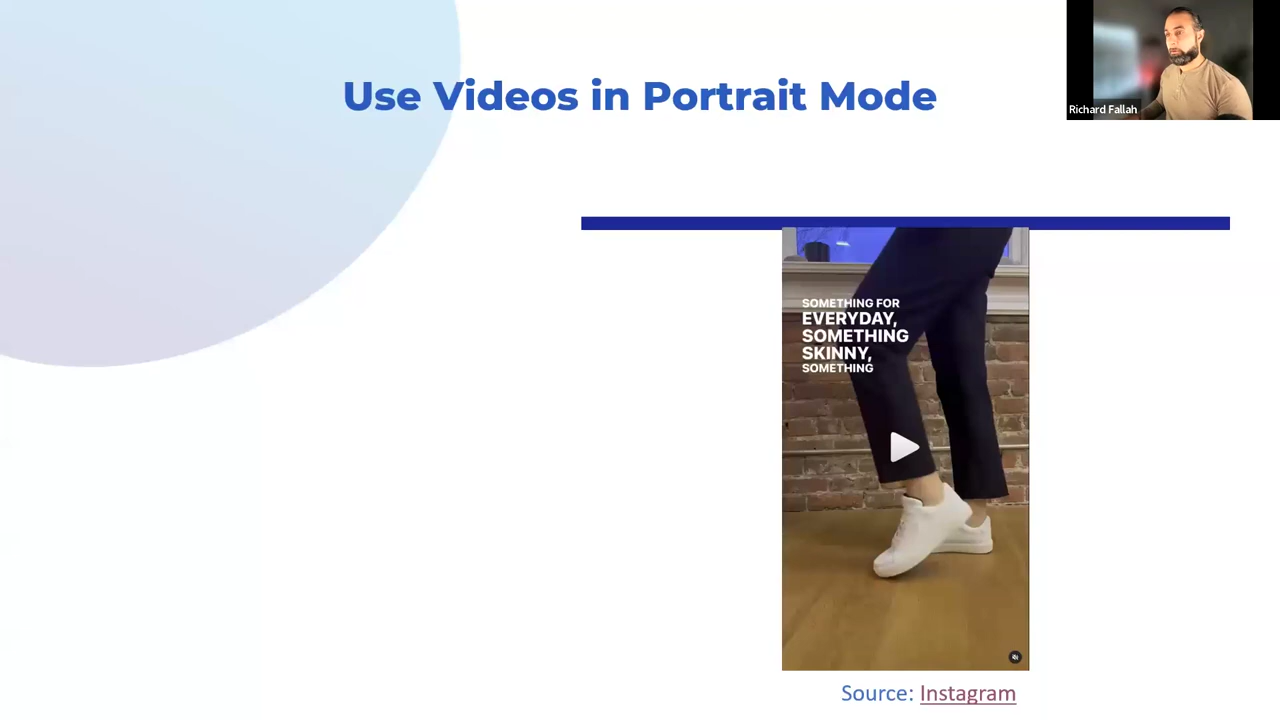 Use Videos in Portrait Mode
Richard Fallah
SOMETHING FOR
EVERYDAY,
SOMETHING
SKINNY,
SOMETHING
Source: Instagram